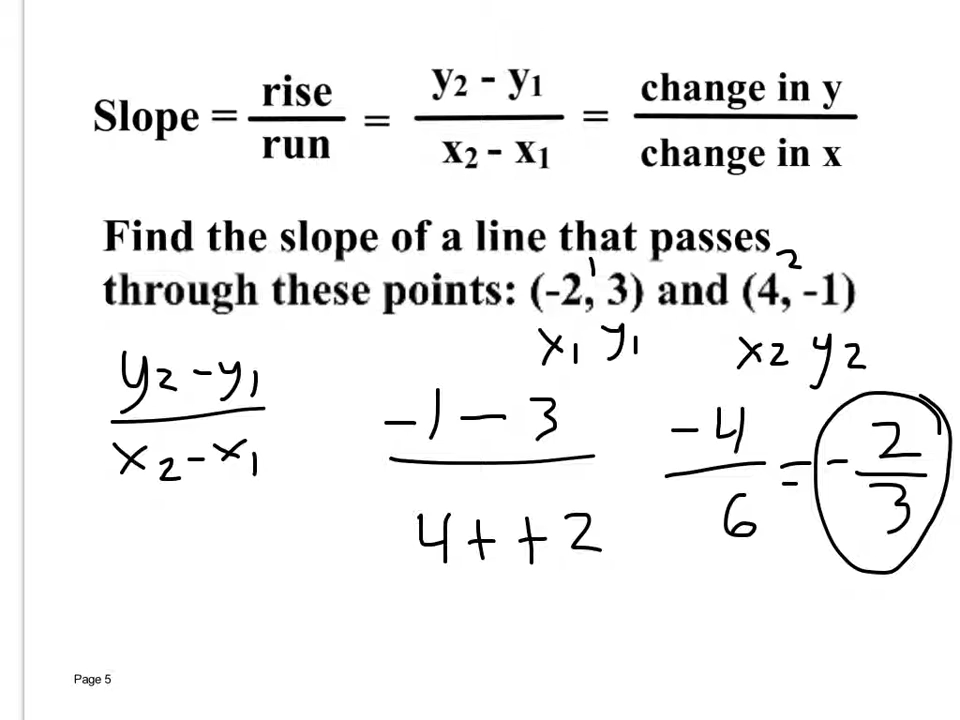 Slope = rise/run = y2 - y1/x2 - x1 = change in y/change in x
Find the slope of a line that passes
through these points: (-2, 3) and (4, -1)
1 2
x1 y1 x2 y2
y2 - y1/x2 - x1 -1 - 3/4 + + 2 -4/6 = -2/3
Page 5